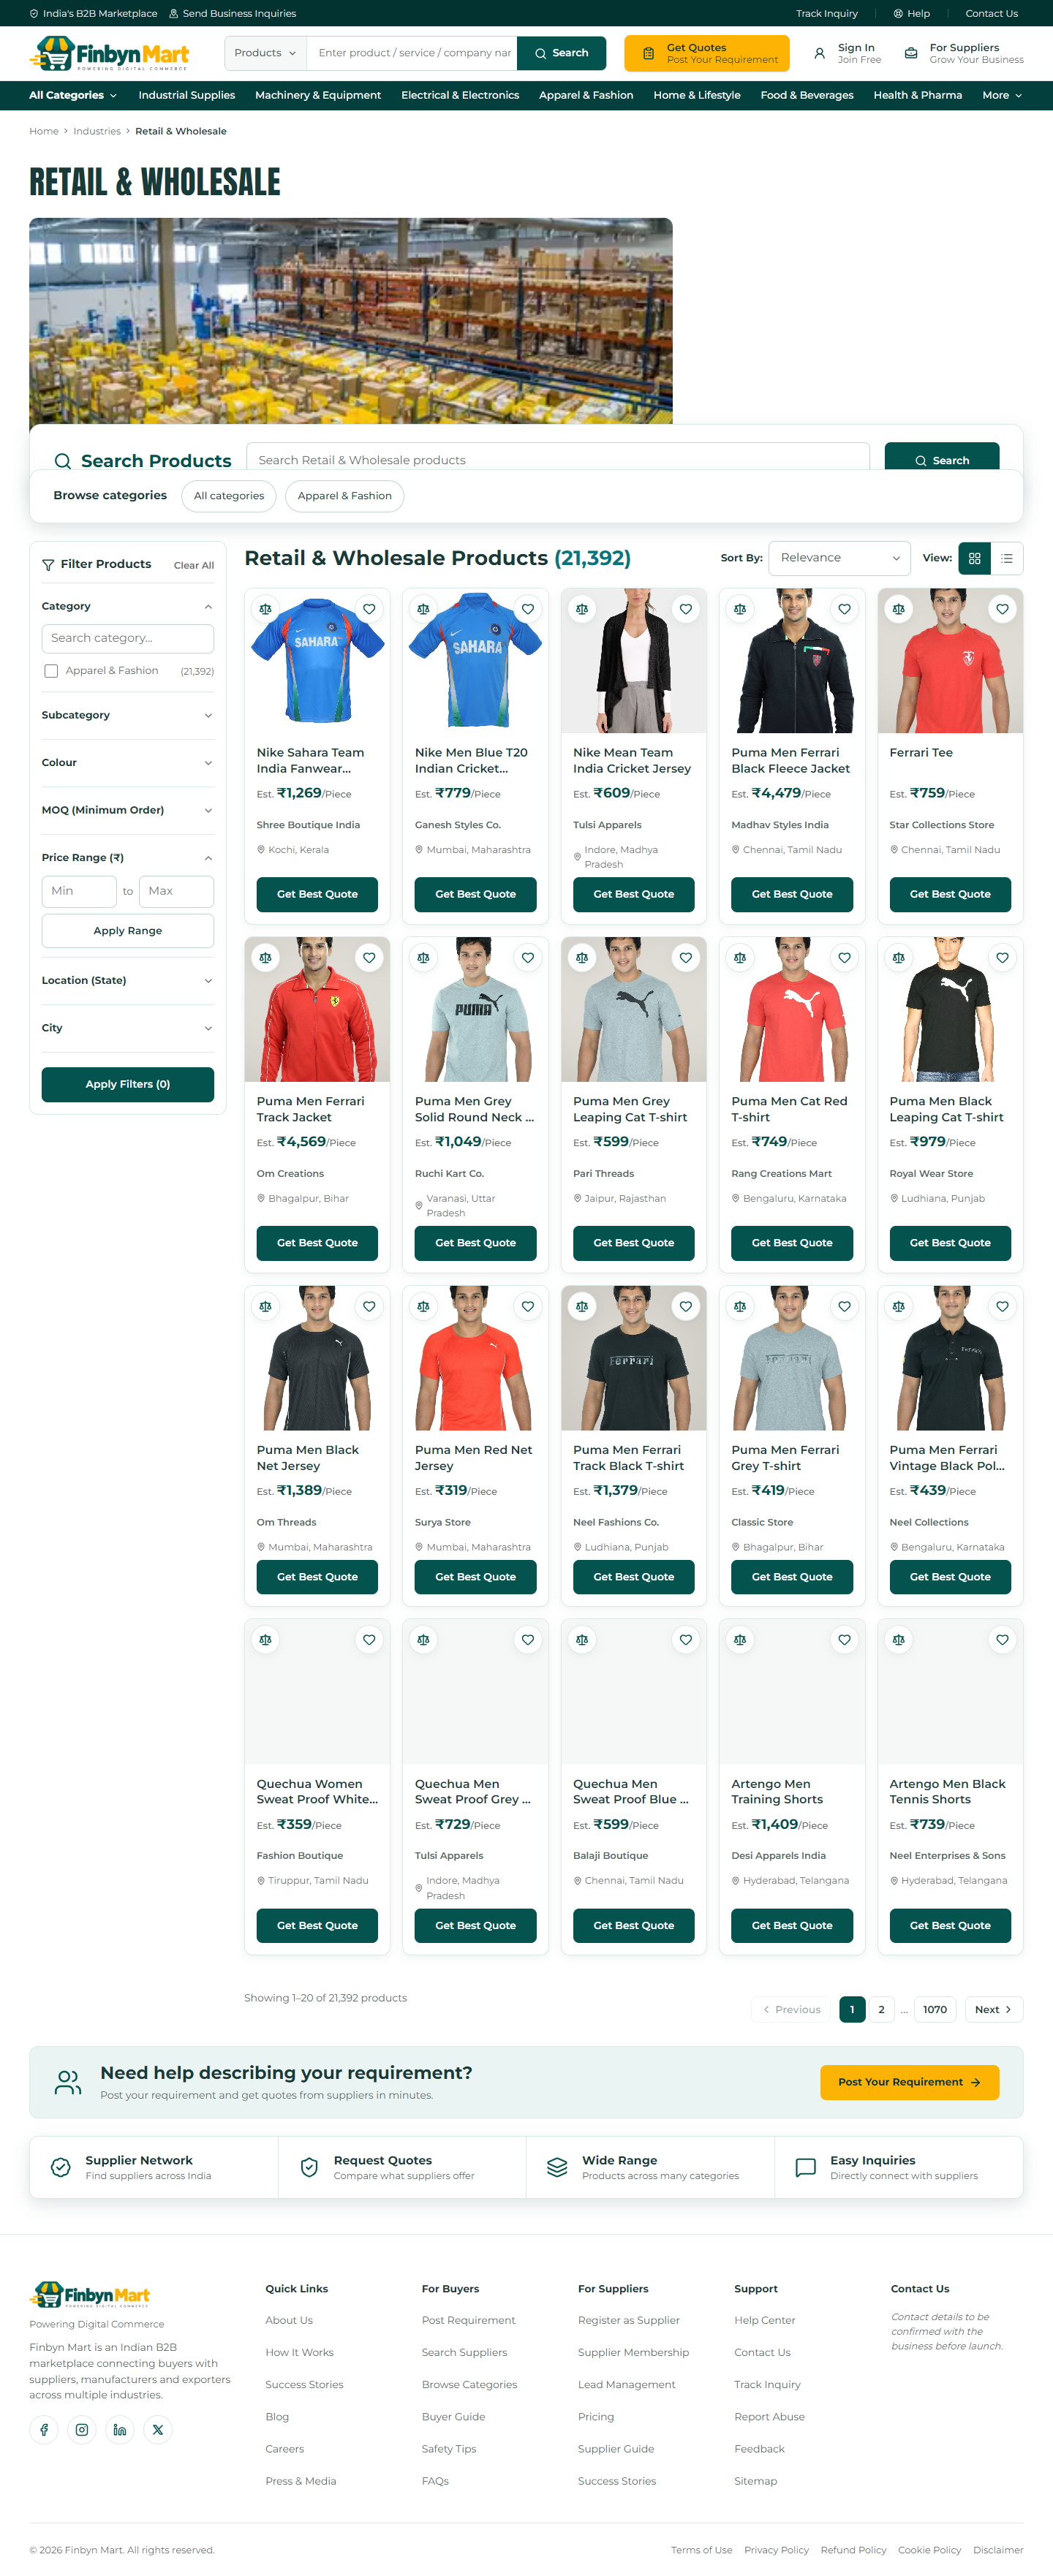 India's B2B Marketplace Send Business Inquiries Track Inquiry Help Contact Us
FinbynMart
POWERING DIGITAL COMMERCE
Products Enter product / service / company nar Search
Get Quotes
Post Your Requirement
Sign In
Join Free
For Suppliers
Grow Your Business
All Categories Industrial Supplies Machinery & Equipment Electrical & Electronics Apparel & Fashion Home & Lifestyle Food & Beverages Health & Pharma More
Home > Industries > Retail & Wholesale
RETAIL & WHOLESALE
Search Products Search Retail & Wholesale products Search
Browse categories All categories Apparel & Fashion
Filter Products Clear All
Category
Search category...
Apparel & Fashion (21,392)
Subcategory
Colour
MOQ (Minimum Order)
Price Range (₹)
Min to Max
Apply Range
Location (State)
City
Apply Filters (0)
Retail & Wholesale Products (21,392) Sort By: Relevance View:
SAHARA
Nike Sahara Team
India Fanwear...
Est. ₹1,269/Piece
Shree Boutique India
Kochi, Kerala
Get Best Quote
SAHARA
Nike Men Blue T20
Indian Cricket...
Est. ₹779/Piece
Ganesh Styles Co.
Mumbai, Maharashtra
Get Best Quote
Nike Mean Team
India Cricket Jersey
Est. ₹609/Piece
Tulsi Apparels
Indore, Madhya
Pradesh
Get Best Quote
Puma Men Ferrari
Black Fleece Jacket
Est. ₹4,479/Piece
Madhav Styles India
Chennai, Tamil Nadu
Get Best Quote
Ferrari Tee
Est. ₹759/Piece
Star Collections Store
Chennai, Tamil Nadu
Get Best Quote
Puma Men Ferrari
Track Jacket
Est. ₹4,569/Piece
Om Creations
Bhagalpur, Bihar
Get Best Quote
PUMA
Puma Men Grey
Solid Round Neck ...
Est. ₹1,049/Piece
Ruchi Kart Co.
Varanasi, Uttar
Pradesh
Get Best Quote
Puma Men Grey
Leaping Cat T-shirt
Est. ₹599/Piece
Pari Threads
Jaipur, Rajasthan
Get Best Quote
Puma Men Cat Red
T-shirt
Est. ₹749/Piece
Rang Creations Mart
Bengaluru, Karnataka
Get Best Quote
Puma Men Black
Leaping Cat T-shirt
Est. ₹979/Piece
Royal Wear Store
Ludhiana, Punjab
Get Best Quote
Puma Men Black
Net Jersey
Est. ₹1,389/Piece
Om Threads
Mumbai, Maharashtra
Get Best Quote
Puma Men Red Net
Jersey
Est. ₹319/Piece
Surya Store
Mumbai, Maharashtra
Get Best Quote
Ferrari
Puma Men Ferrari
Track Black T-shirt
Est. ₹1,379/Piece
Neel Fashions Co.
Ludhiana, Punjab
Get Best Quote
Puma Men Ferrari
Grey T-shirt
Est. ₹419/Piece
Classic Store
Bhagalpur, Bihar
Get Best Quote
Puma Men Ferrari
Vintage Black Pol...
Est. ₹439/Piece
Neel Collections
Bengaluru, Karnataka
Get Best Quote
Quechua Women
Sweat Proof White...
Est. ₹359/Piece
Fashion Boutique
Tiruppur, Tamil Nadu
Get Best Quote
Quechua Men
Sweat Proof Grey ...
Est. ₹729/Piece
Tulsi Apparels
Indore, Madhya
Pradesh
Get Best Quote
Quechua Men
Sweat Proof Blue ...
Est. ₹599/Piece
Balaji Boutique
Chennai, Tamil Nadu
Get Best Quote
Artengo Men
Training Shorts
Est. ₹1,409/Piece
Desi Apparels India
Hyderabad, Telangana
Get Best Quote
Artengo Men Black
Tennis Shorts
Est. ₹739/Piece
Neel Enterprises & Sons
Hyderabad, Telangana
Get Best Quote
Showing 1–20 of 21,392 products Previous 1 2 ... 1070 Next
Need help describing your requirement?
Post your requirement and get quotes from suppliers in minutes.
Post Your Requirement
Supplier Network
Find suppliers across India
Request Quotes
Compare what suppliers offer
Wide Range
Products across many categories
Easy Inquiries
Directly connect with suppliers
FinbynMart
POWERING DIGITAL COMMERCE
Powering Digital Commerce
Finbyn Mart is an Indian B2B
marketplace connecting buyers with
suppliers, manufacturers and exporters
across multiple industries.
Quick Links
About Us
How It Works
Success Stories
Blog
Careers
Press & Media
For Buyers
Post Requirement
Search Suppliers
Browse Categories
Buyer Guide
Safety Tips
FAQs
For Suppliers
Register as Supplier
Supplier Membership
Lead Management
Pricing
Supplier Guide
Success Stories
Support
Help Center
Contact Us
Track Inquiry
Report Abuse
Feedback
Sitemap
Contact Us
Contact details to be
confirmed with the
business before launch.
© 2026 Finbyn Mart. All rights reserved. Terms of Use Privacy Policy Refund Policy Cookie Policy Disclaimer